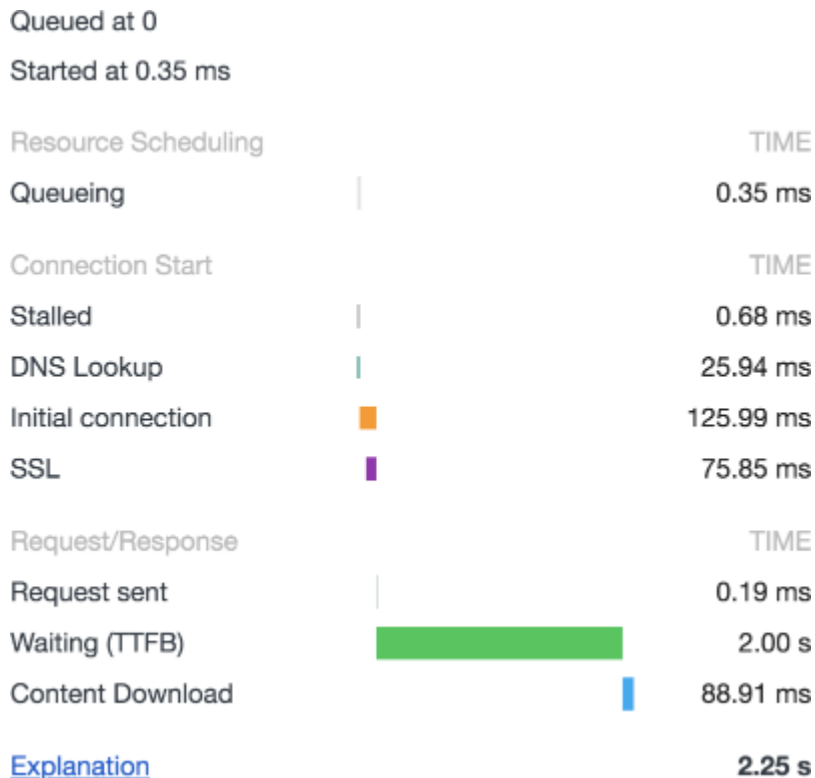 Queued at 0
Started at 0.35 ms
Resource Scheduling TIME
Queueing 0.35 ms
Connection Start TIME
Stalled 0.68 ms
DNS Lookup 25.94 ms
Initial connection 125.99 ms
SSL 75.85 ms
Request/Response TIME
Request sent 0.19 ms
Waiting (TTFB) 2.00 s
Content Download 88.91 ms
Explanation 2.25 s